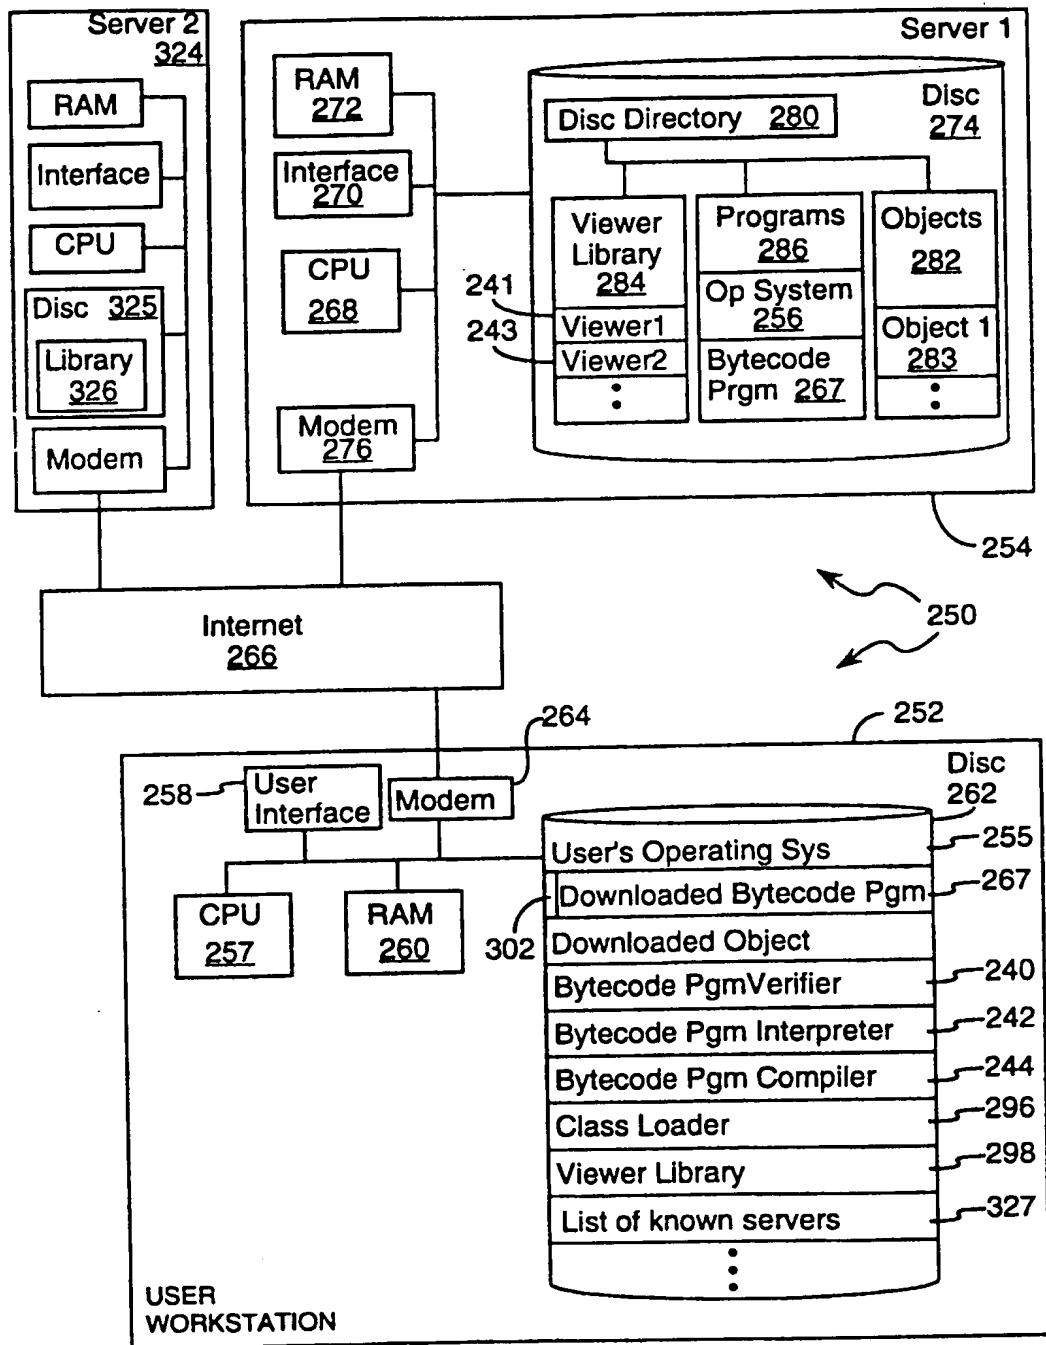 Server 2
324
RAM
Interface
CPU
Disc 325
Library
326
Modem
Server 1
RAM
272
Interface
270
CPU
268
Modem
276
Disc
274
Disc Directory 280
Viewer
Library
284
Viewer1
Viewer2
241
243
Programs
286
Op System
256
Bytecode
Prgm 267
Objects
282
Object 1
283
254
250
Internet
266
264
252
258
User
Interface
Modem
CPU
257
RAM
260
Disc
262
User's Operating Sys
255
302
Downloaded Bytecode Pgm
267
Downloaded Object
Bytecode PgmVerifier
240
Bytecode Pgm Interpreter
242
Bytecode Pgm Compiler
244
Class Loader
296
Viewer Library
298
List of known servers
327
USER
WORKSTATION